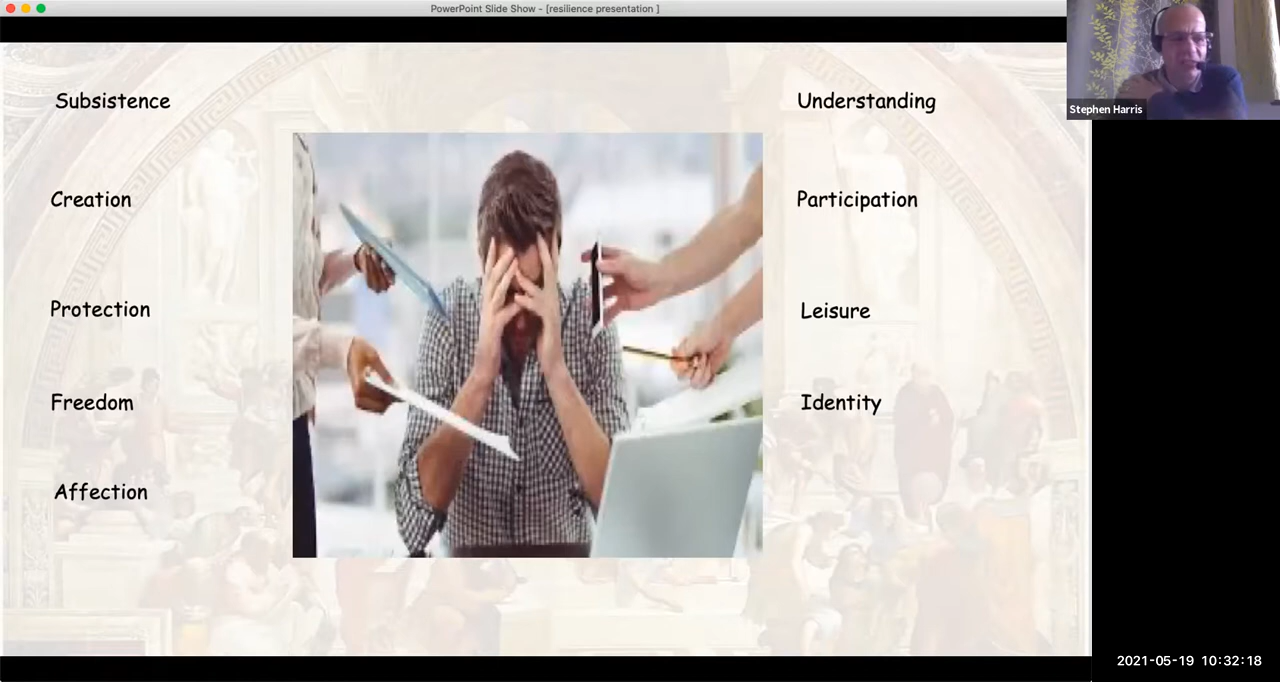 PowerPoint Slide Show - [resilience presentation ]
Subsistence
Creation
Protection
Freedom
Affection
Understanding
Participation
Leisure
Identity
Stephen Harris
2021-05-19 10:32:18